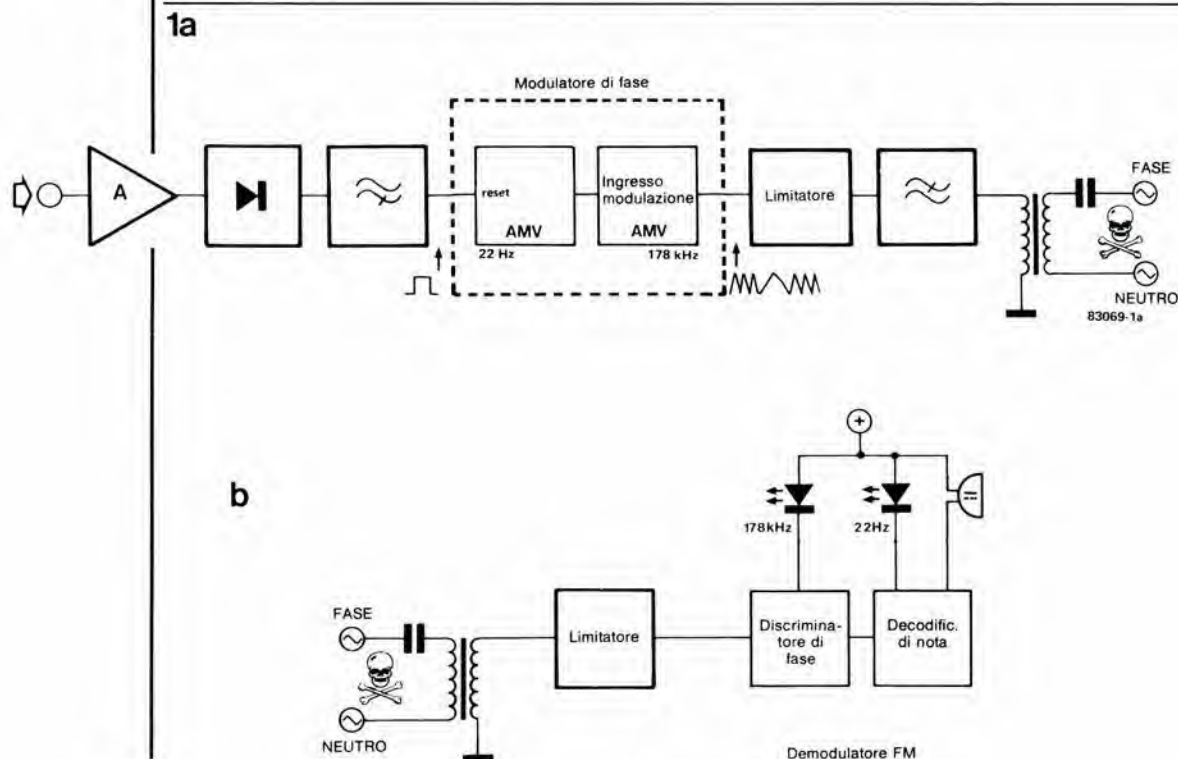 1a
Modulatore di fase
A
reset
AMV
22 Hz
Ingresso
modulazione
AMV
178 kHz
Limitatore
FASE
NEUTRO
83069-1a
b
+
178kHz
22Hz
FASE
NEUTRO
Limitatore
Discrimina-
tore di
fase
Decodific.
di nota
Demodulatore FM